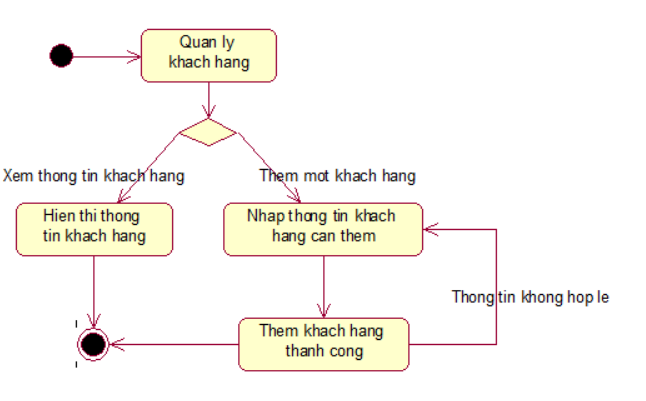 Quan ly
khach hang
Xem thong tin khach hang
Them mot khach hang
Hien thi thong
tin khach hang
Nhap thong tin khach
hang can them
Thong tin khong hop le
Them khach hang
thanh cong